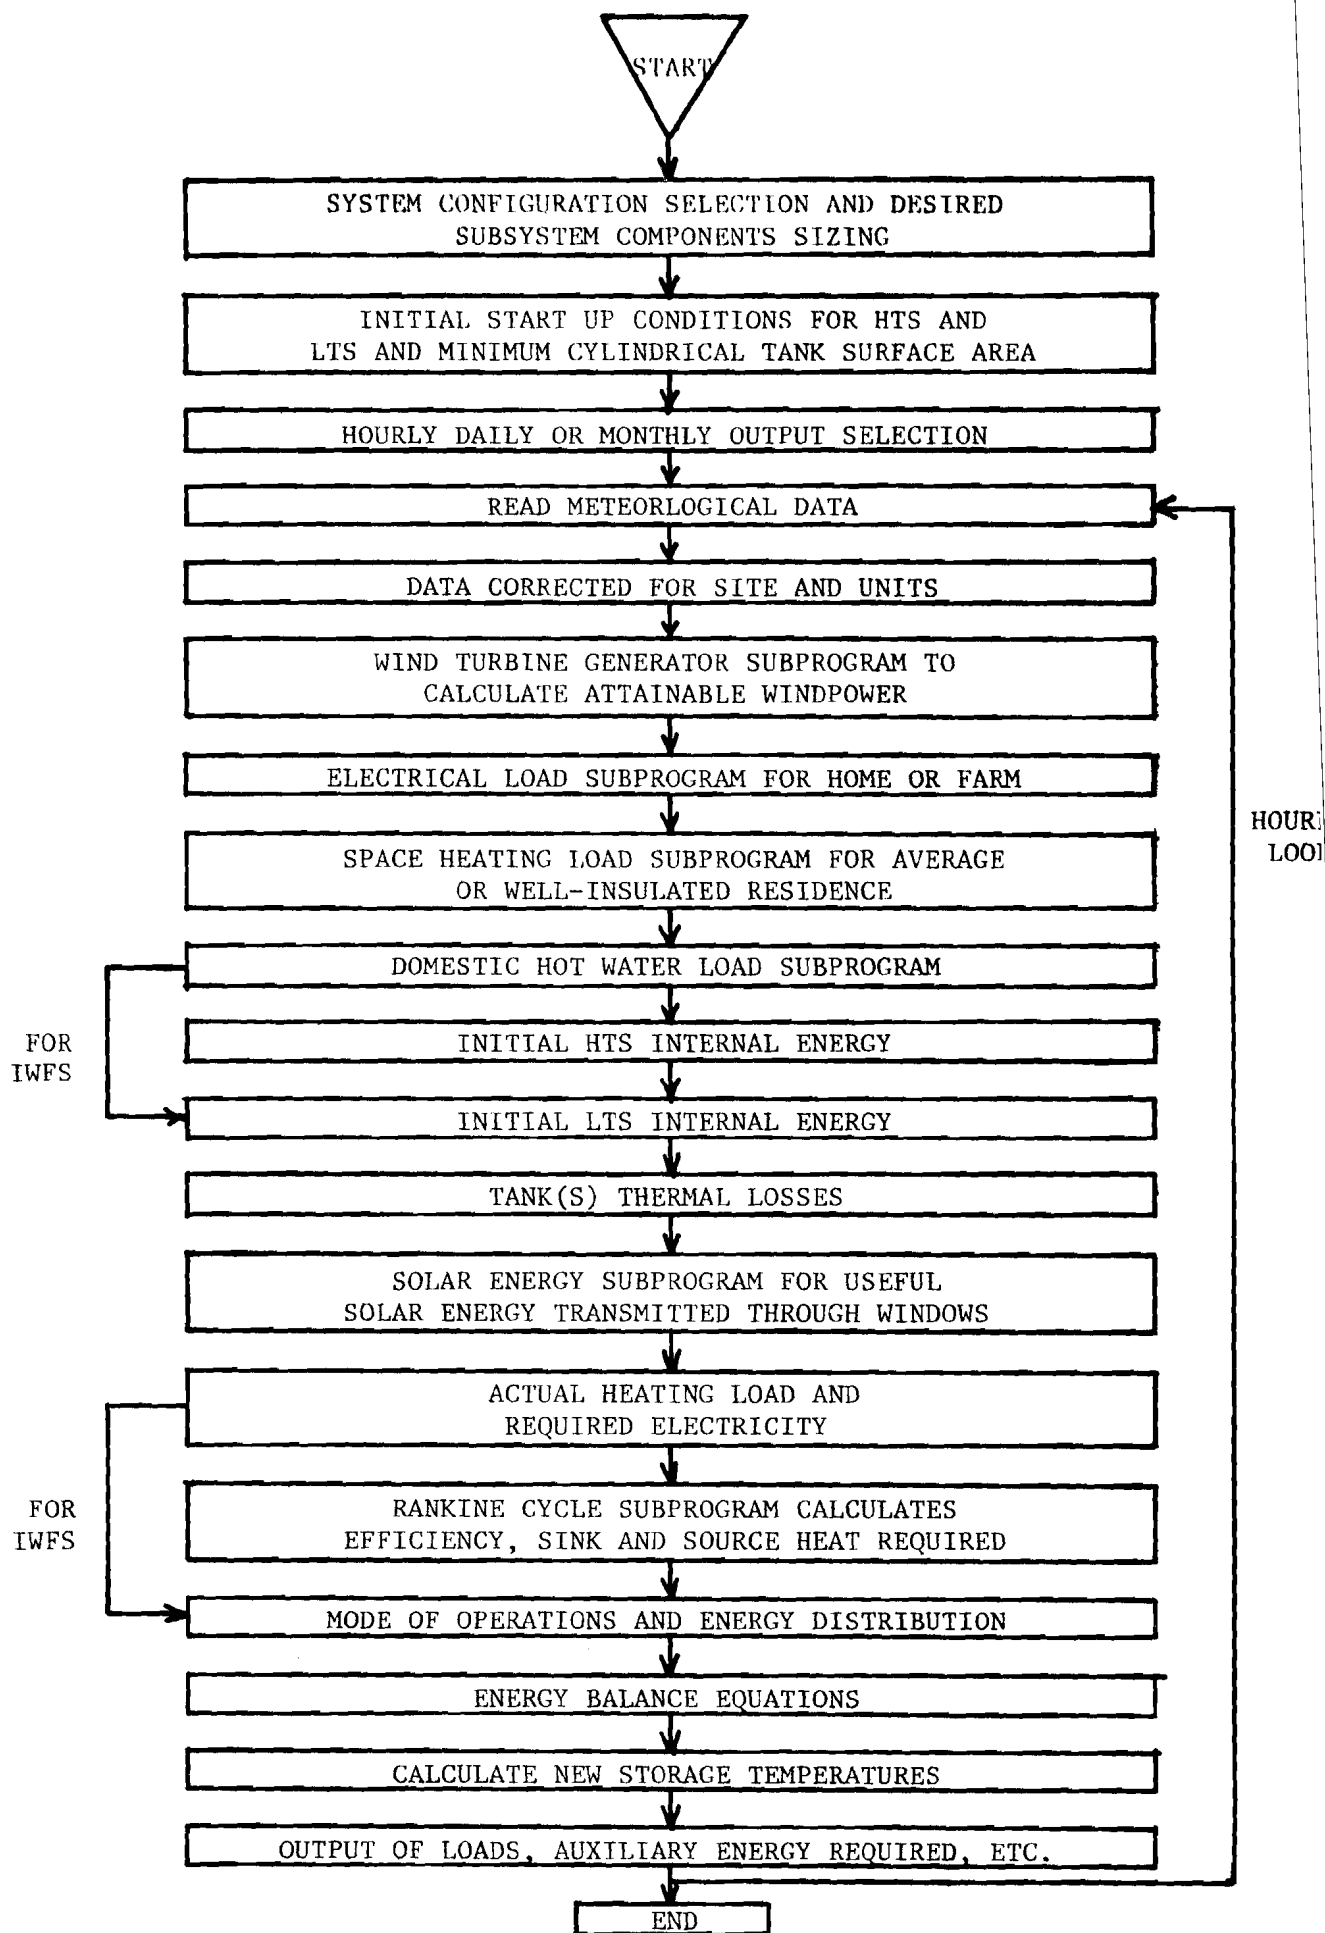 START
SYSTEM CONFIGURATION SELECTION AND DESIRED
SUBSYSTEM COMPONENTS SIZING
INITIAL START UP CONDITIONS FOR HTS AND
LTS AND MINIMUM CYLINDRICAL TANK SURFACE AREA
HOURLY DAILY OR MONTHLY OUTPUT SELECTION
READ METEORLOGICAL DATA
DATA CORRECTED FOR SITE AND UNITS
WIND TURBINE GENERATOR SUBPROGRAM TO
CALCULATE ATTAINABLE WINDPOWER
ELECTRICAL LOAD SUBPROGRAM FOR HOME OR FARM
SPACE HEATING LOAD SUBPROGRAM FOR AVERAGE
OR WELL-INSULATED RESIDENCE
DOMESTIC HOT WATER LOAD SUBPROGRAM
FOR
IWFS
INITIAL HTS INTERNAL ENERGY
INITIAL LTS INTERNAL ENERGY
TANK(S) THERMAL LOSSES
SOLAR ENERGY SUBPROGRAM FOR USEFUL
SOLAR ENERGY TRANSMITTED THROUGH WINDOWS
ACTUAL HEATING LOAD AND
REQUIRED ELECTRICITY
FOR
IWFS
RANKINE CYCLE SUBPROGRAM CALCULATES
EFFICIENCY, SINK AND SOURCE HEAT REQUIRED
MODE OF OPERATIONS AND ENERGY DISTRIBUTION
ENERGY BALANCE EQUATIONS
CALCULATE NEW STORAGE TEMPERATURES
OUTPUT OF LOADS, AUXILIARY ENERGY REQUIRED, ETC.
END